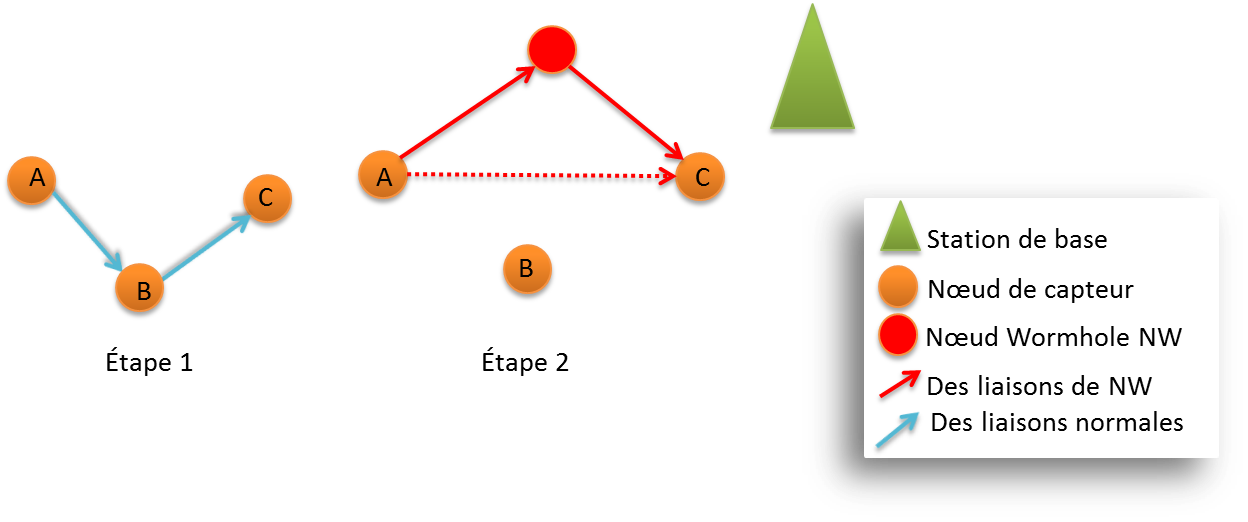 A
B
C
Étape 1
A
C
B
Étape 2
Station de base
Nœud de capteur
Nœud Wormhole NW
Des liaisons de NW
Des liaisons normales